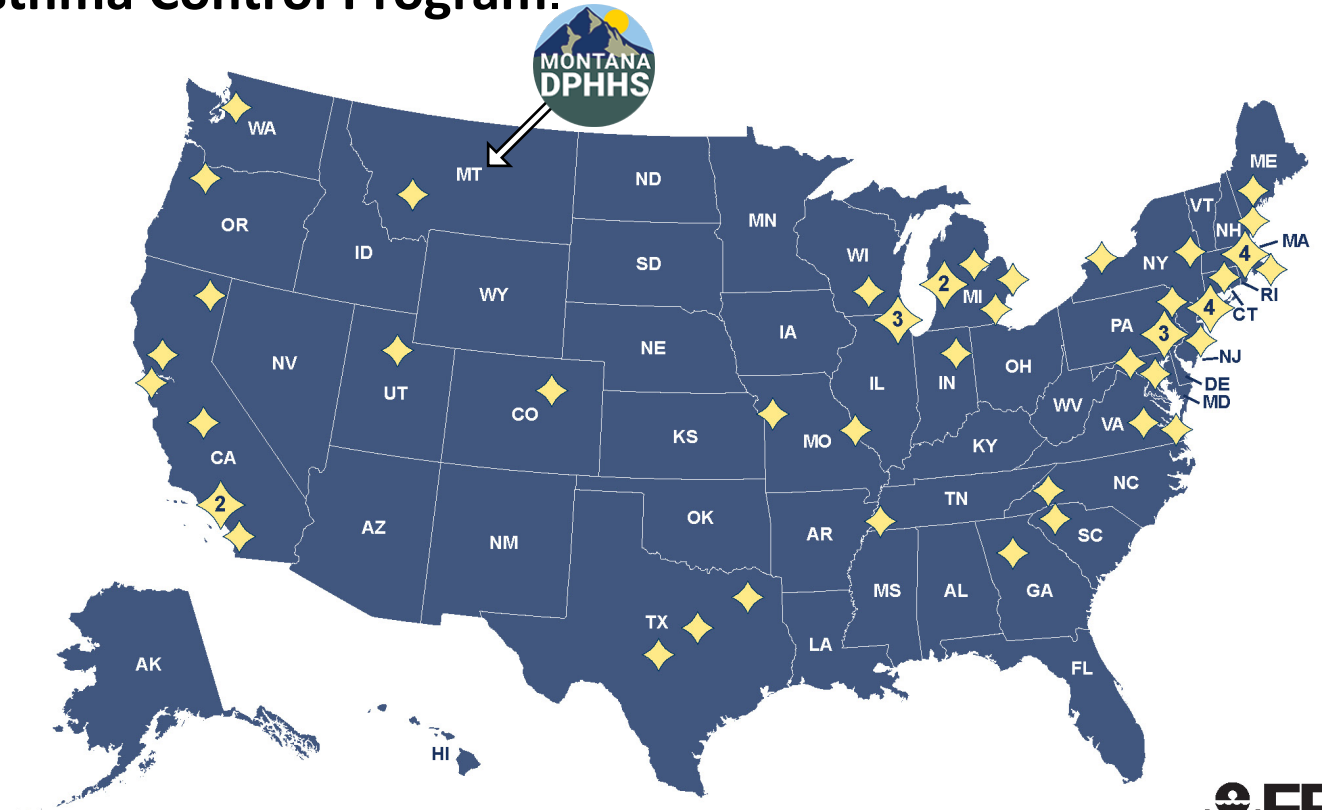 sthma Control Program!
MONTANA
DPHHS
WA
MT
ND
ME
MN
VT
OR
NH
MA
ID
SD
WI
NY
4
WY
2
MI
RI
CT
3
4
PA
IA
3
NE
NJ
NV
OH
UT
IL
IN
DE
CO
MD
WV
VA
KS
MO
KY
CA
NC
2
TN
OK
AZ
AR
SC
NM
MS
AL
GA
TX
LA
AK
FL
HI